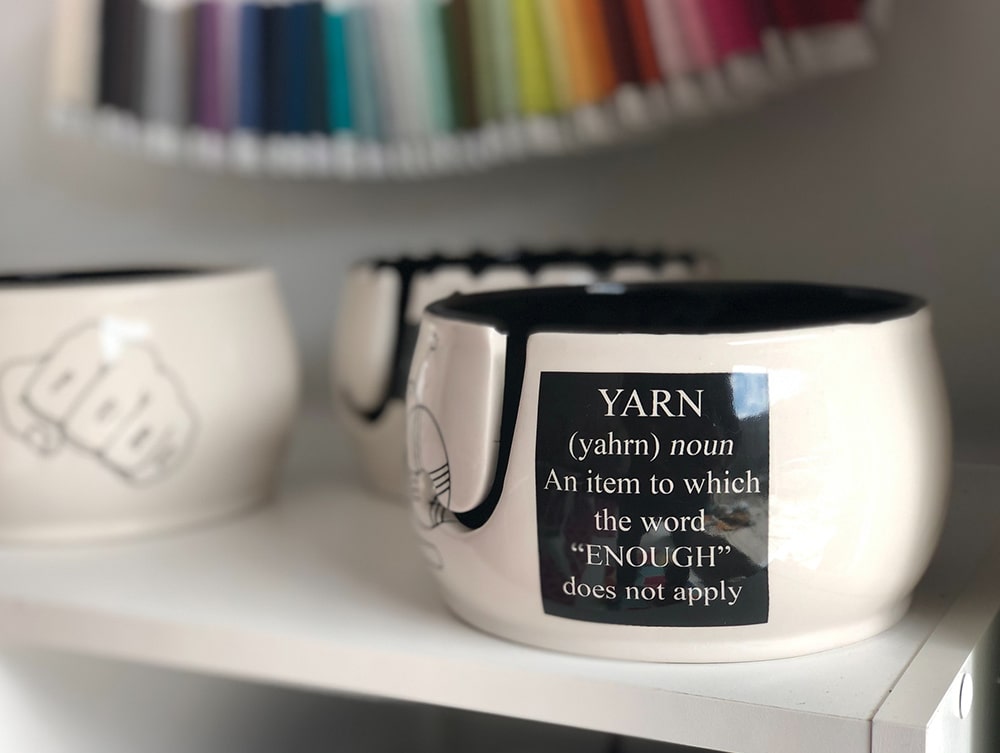 YARN
(yahrn) noun
An item to which
the word
“ENOUGH”
does not apply